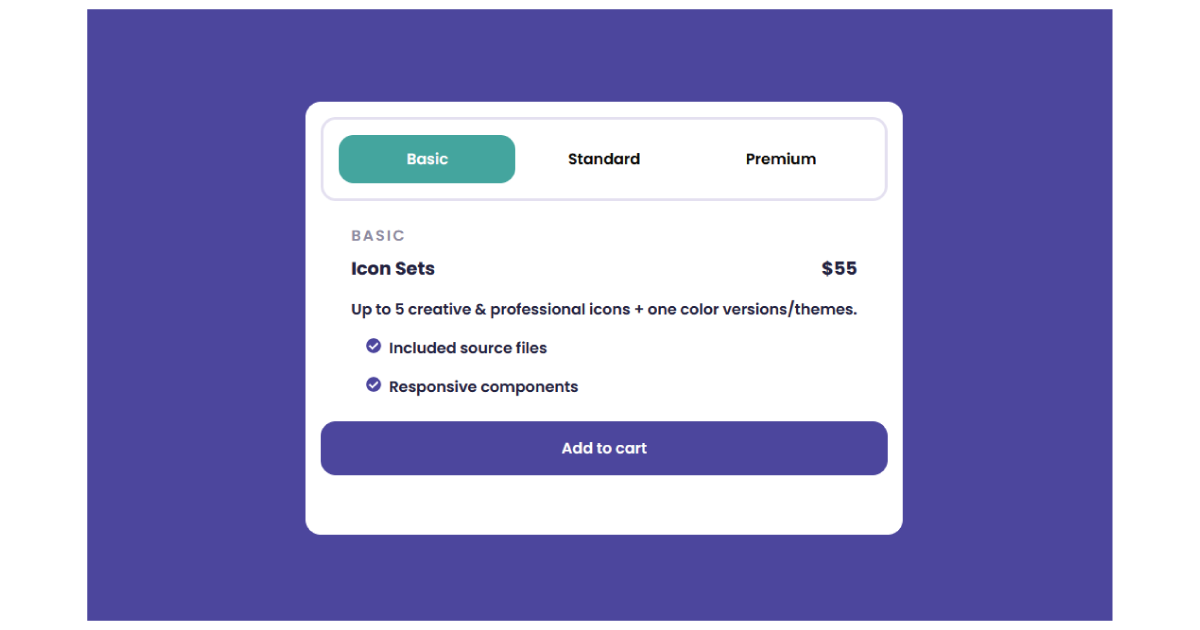 Basic Standard Premium
BASIC
Icon Sets $55
Up to 5 creative & professional icons + one color versions/themes.
Included source files
Responsive components
Add to cart